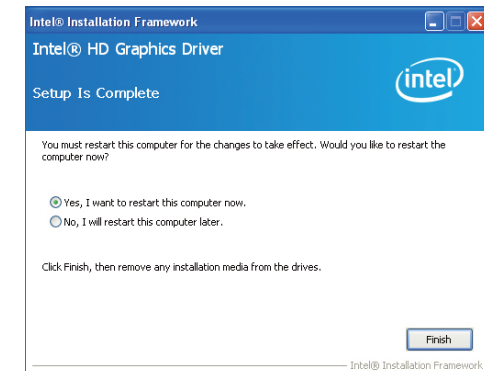 Intel® Installation Framework
Intel® HD Graphics Driver
intel
Setup Is Complete
You must restart this computer for the changes to take effect. Would you like to restart the
computer now?
Yes, I want to restart this computer now.
No, I will restart this computer later.
Click Finish, then remove any installation media from the drives.
Finish
Intel® Installation Framework